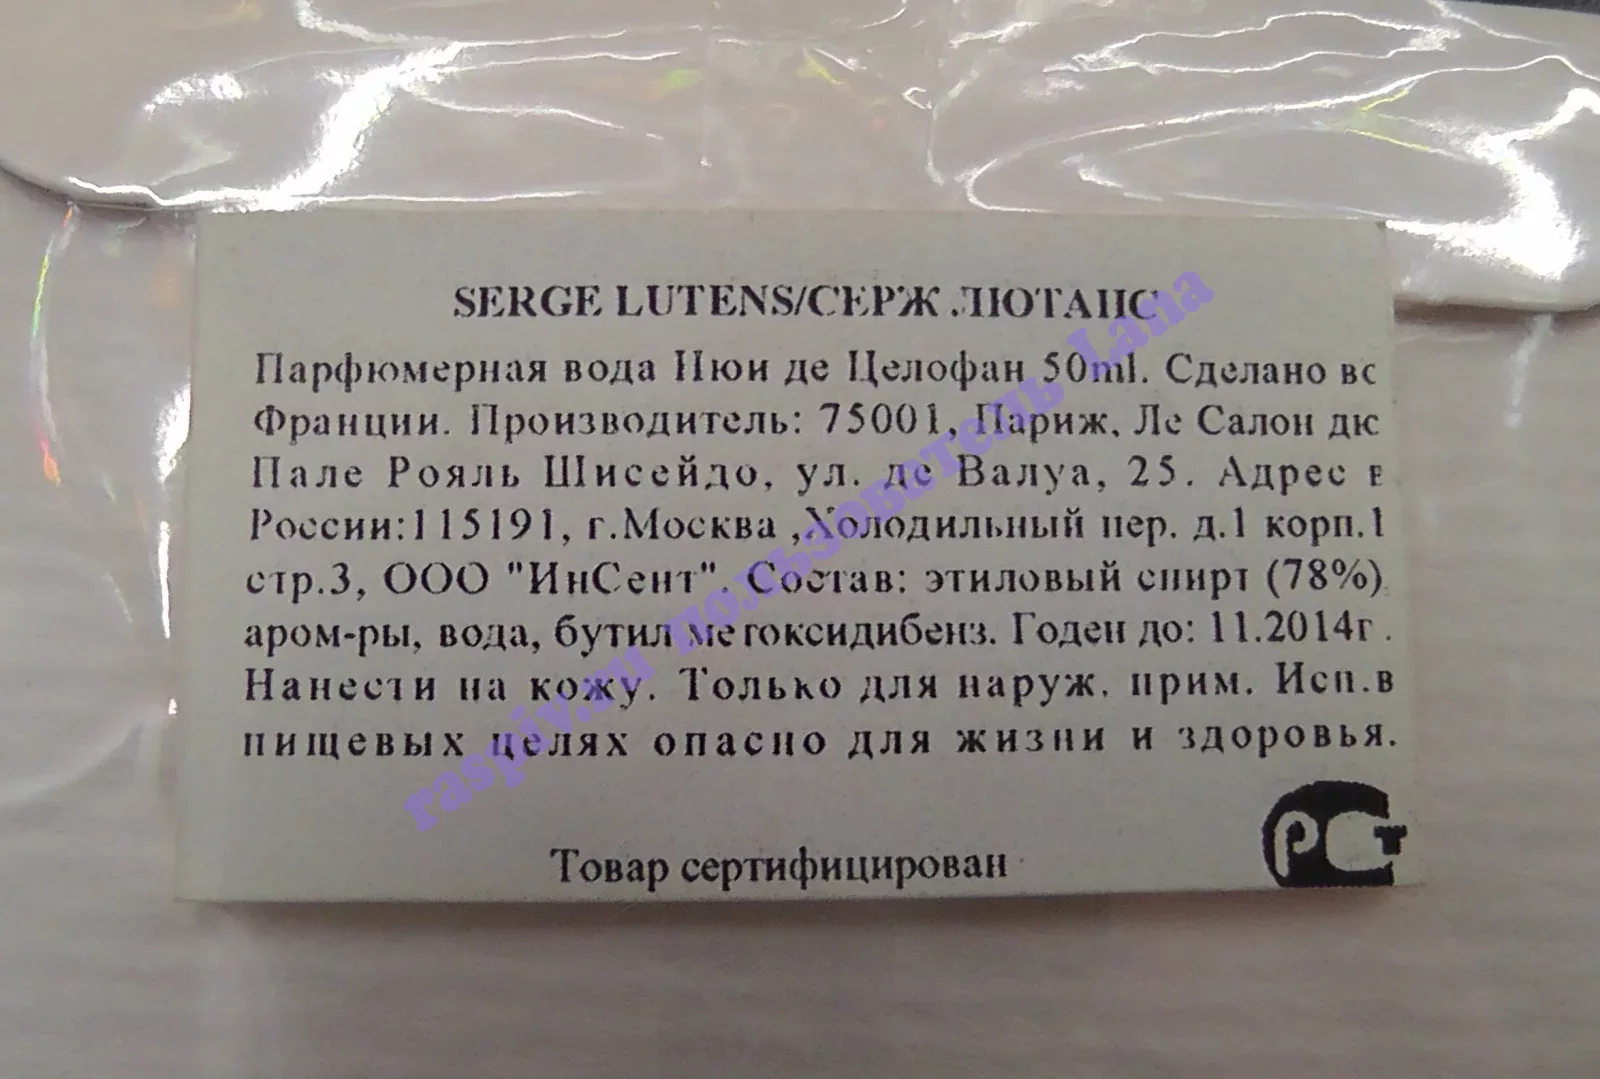 SERGE LUTENS/СЕРЖ ЛЮТАНС
Парфюмерная вода Нюи де Целофан 50ml. Сделано во
Франции. Производитель: 75001, Париж, Ле Салон дю
Пале Рояль Шисейдо, ул. де Валуа, 25. Адрес в
России:115191, г.Москва ,Холодильный пер. д.1 корп.1
стр.3, ООО "ИнСент". Состав: этиловый спирт (78%)
аром-ры, вода, бутил метоксидибенз. Годен до: 11.2014г.
Нанести на кожу. Только для наруж. прим. Исп.в
пищевых целях опасно для жизни и здоровья.
Товар сертифицирован
РСТ
raspiv.ru пользователь Lana